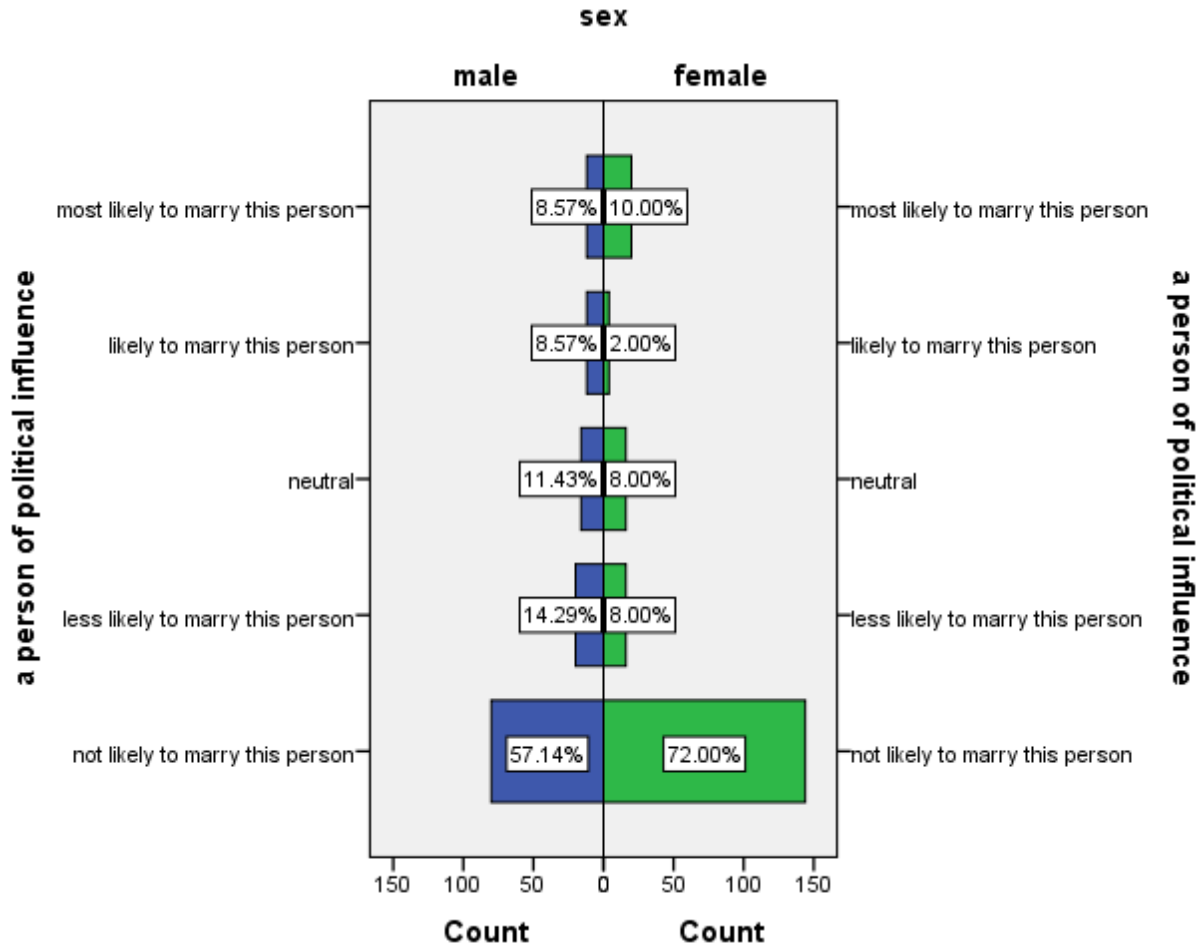 sex
male
female
a person of political influence
most likely to marry this person
8.57%
10.00%
most likely to marry this person
likely to marry this person
8.57%
2.00%
likely to marry this person
neutral
11.43%
8.00%
neutral
less likely to marry this person
14.29%
8.00%
less likely to marry this person
not likely to marry this person
57.14%
72.00%
not likely to marry this person
a person of political influence
150 100 50 0 50 100 150
Count
Count